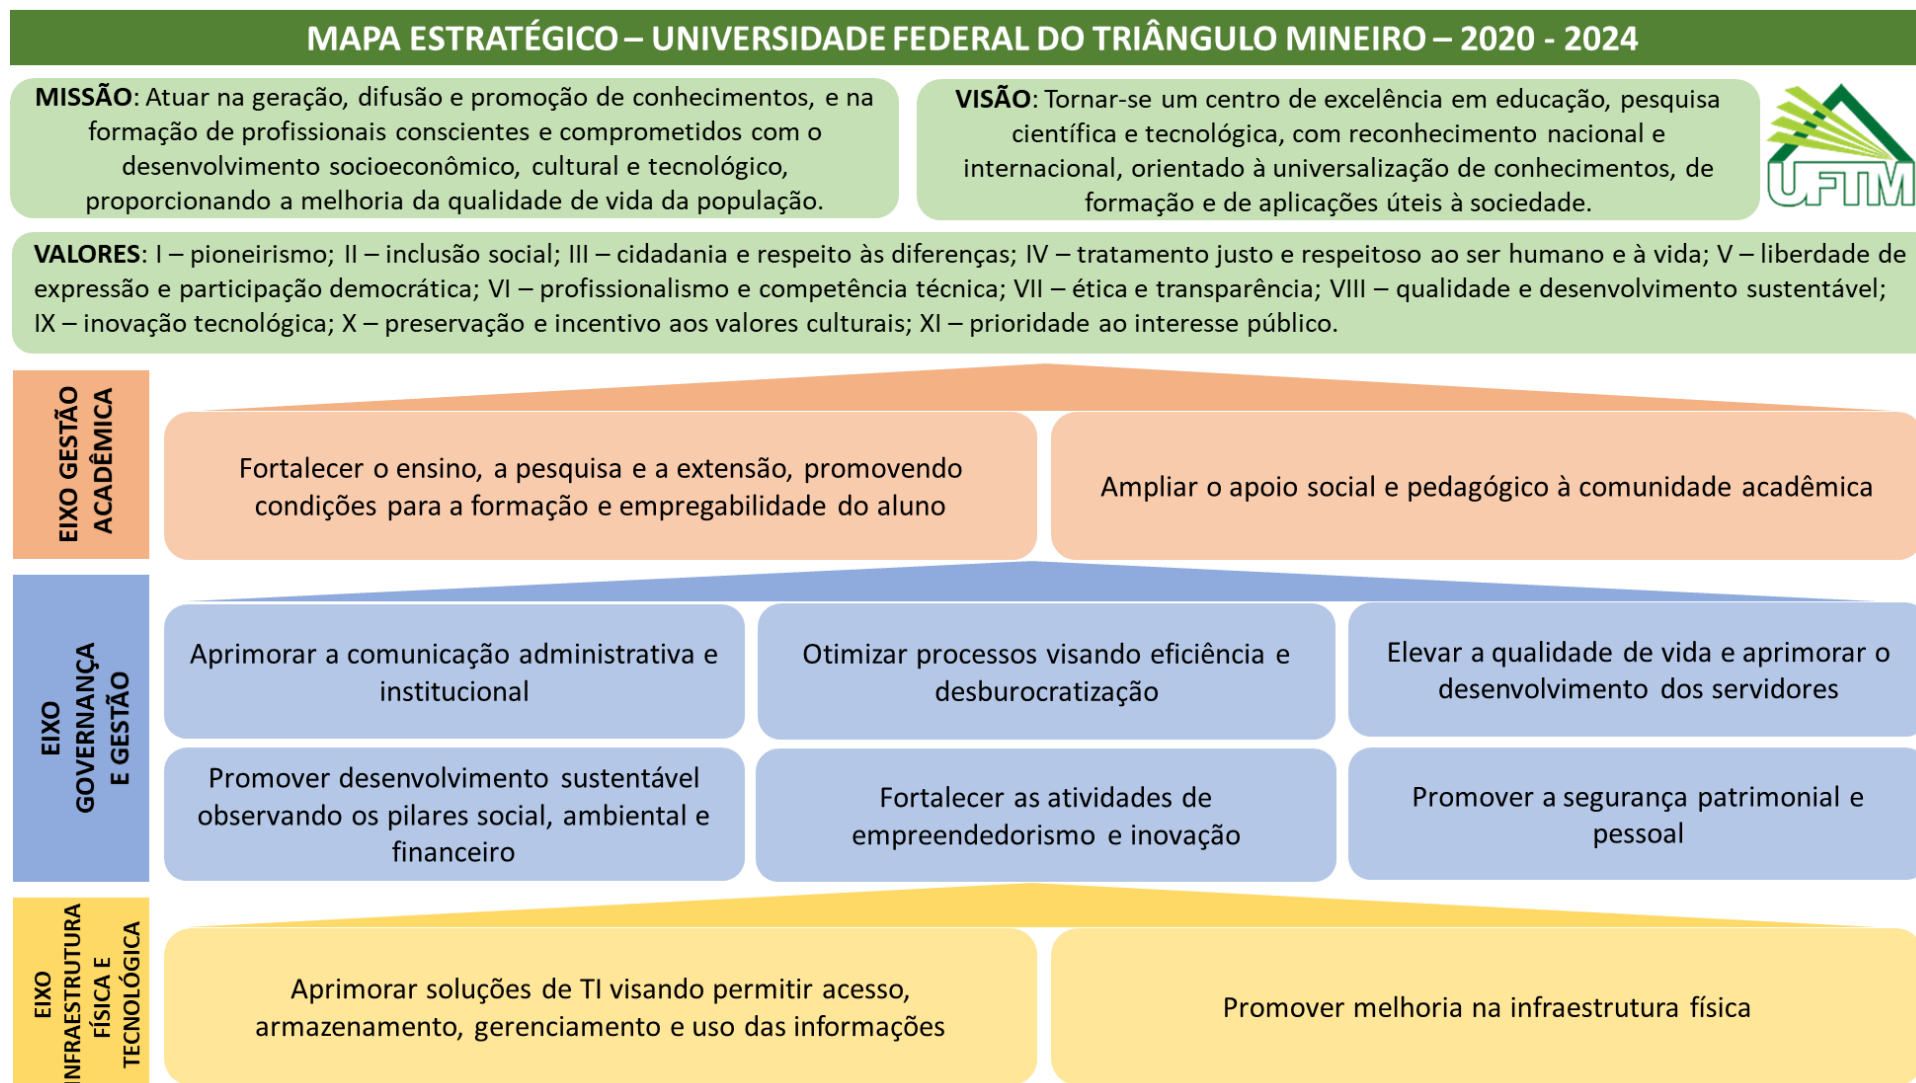 MAPA ESTRATÉGICO – UNIVERSIDADE FEDERAL DO TRIÂNGULO MINEIRO – 2020 - 2024
MISSÃO: Atuar na geração, difusão e promoção de conhecimentos, e na
formação de profissionais conscientes e comprometidos com o
desenvolvimento socioeconômico, cultural e tecnológico,
proporcionando a melhoria da qualidade de vida da população.
VISÃO: Tornar-se um centro de excelência em educação, pesquisa
científica e tecnológica, com reconhecimento nacional e
internacional, orientado à universalização de conhecimentos, de
formação e de aplicações úteis à sociedade.
UFTM
VALORES: I – pioneirismo; II – inclusão social; III – cidadania e respeito às diferenças; IV – tratamento justo e respeitoso ao ser humano e à vida; V – liberdade de
expressão e participação democrática; VI – profissionalismo e competência técnica; VII – ética e transparência; VIII – qualidade e desenvolvimento sustentável;
IX – inovação tecnológica; X – preservação e incentivo aos valores culturais; XI – prioridade ao interesse público.
EIXO GESTÃO
ACADÊMICA
Fortalecer o ensino, a pesquisa e a extensão, promovendo
condições para a formação e empregabilidade do aluno
Ampliar o apoio social e pedagógico à comunidade acadêmica
EIXO
GOVERNANÇA
E GESTÃO
Aprimorar a comunicação administrativa e
institucional
Otimizar processos visando eficiência e
desburocratização
Elevar a qualidade de vida e aprimorar o
desenvolvimento dos servidores
Promover desenvolvimento sustentável
observando os pilares social, ambiental e
financeiro
Fortalecer as atividades de
empreendedorismo e inovação
Promover a segurança patrimonial e
pessoal
EIXO
INFRAESTRUTURA
FÍSICA E
TECNOLÓGICA
Aprimorar soluções de TI visando permitir acesso,
armazenamento, gerenciamento e uso das informações
Promover melhoria na infraestrutura física